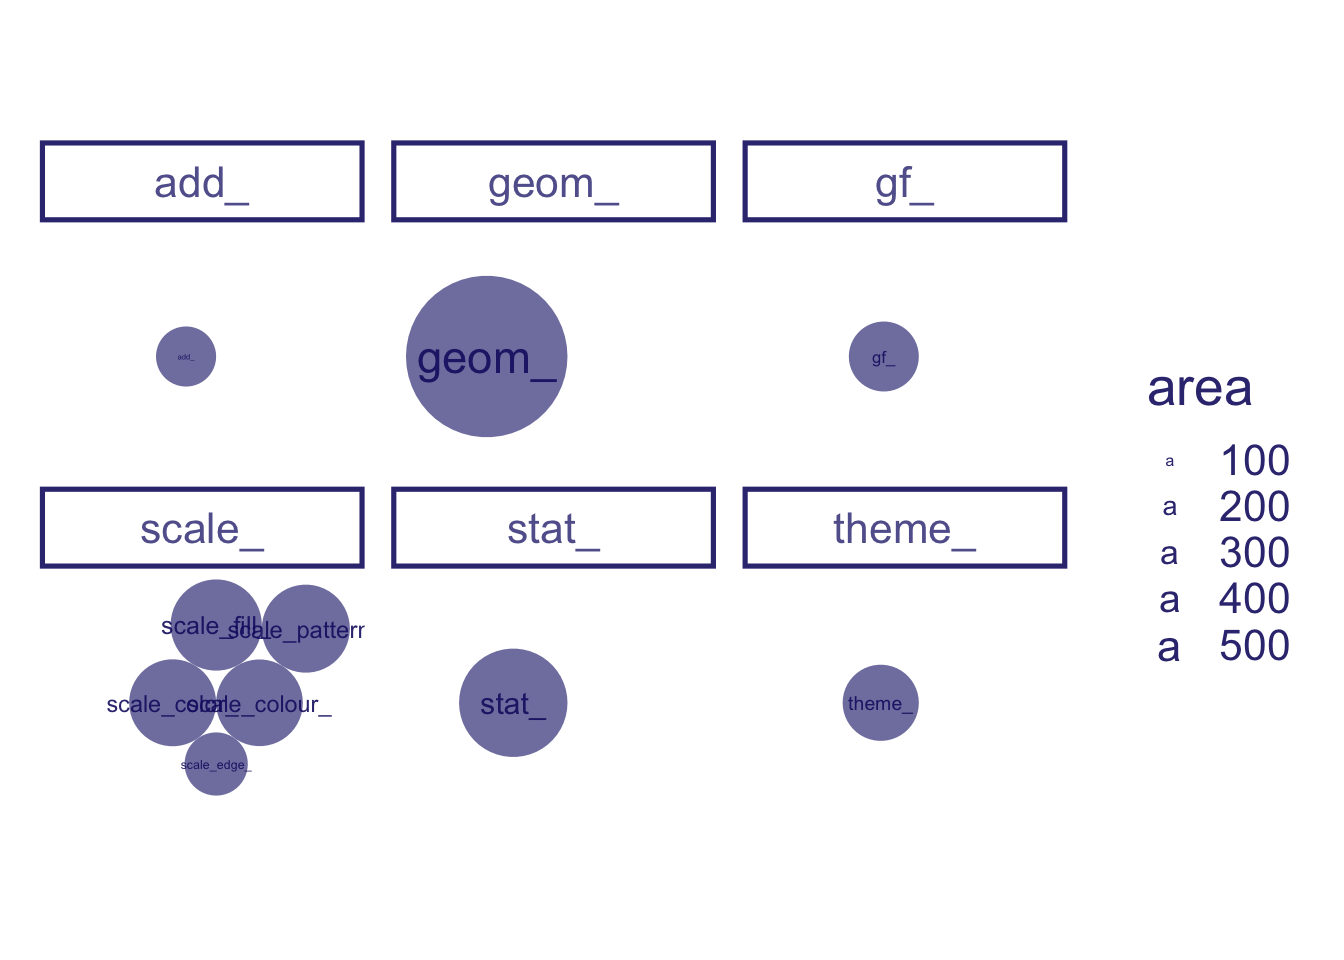 add_
geom_
gf_
add_
geom_
gf_
scale_
stat_
theme_
scale_fill_
scale_pattern
scale_color_
scale_colour_
scale_edge_
stat_
theme_
area
a 100
a 200
a 300
a 400
a 500